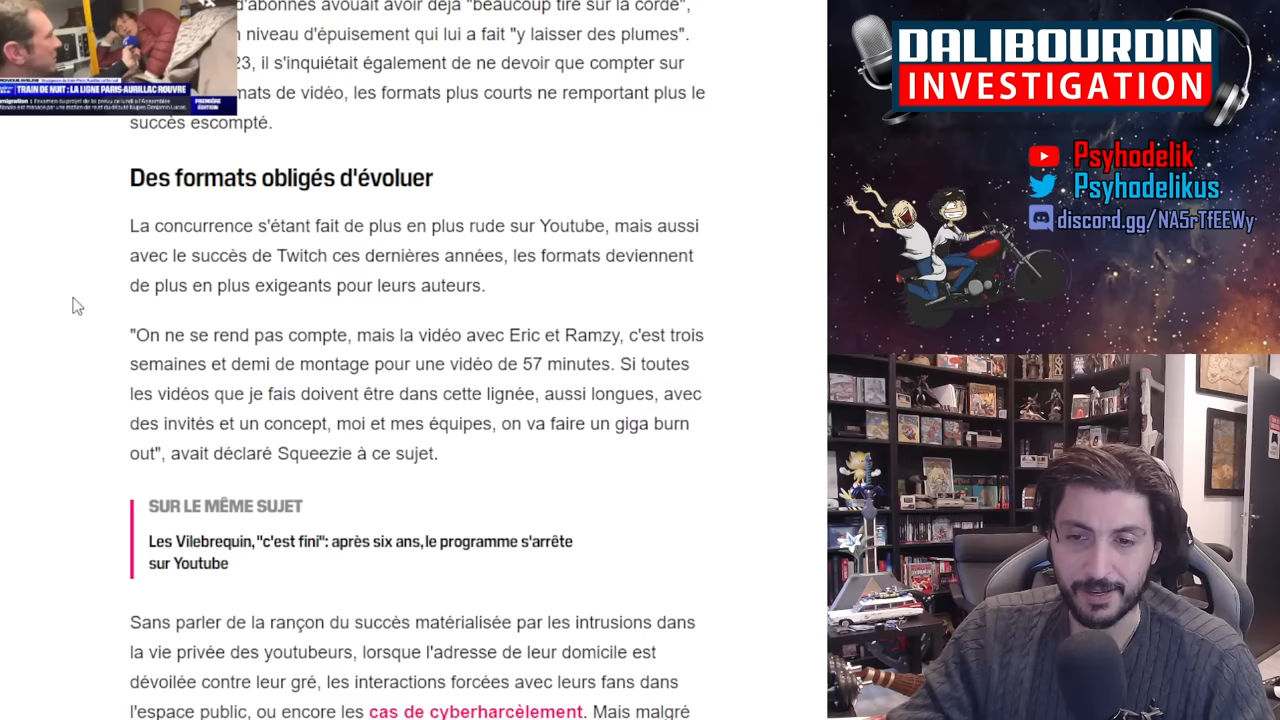 d'abonnés avouait avoir déjà "beaucoup tiré sur la corde",
niveau d'épuisement qui lui a fait "y laisser des plumes".
23, il s'inquiétait également de ne devoir que compter sur
mats de vidéo, les formats plus courts ne remportant plus le
succès escompté.
TRAIN DE NUIT : LA LIGNE PARIS-AURILLAC ROUVRE
PREMIÈRE
ÉDITION
Des formats obligés d'évoluer
La concurrence s'étant fait de plus en plus rude sur Youtube, mais aussi
avec le succès de Twitch ces dernières années, les formats deviennent
de plus en plus exigeants pour leurs auteurs.
"On ne se rend pas compte, mais la vidéo avec Eric et Ramzy, c'est trois
semaines et demi de montage pour une vidéo de 57 minutes. Si toutes
les vidéos que je fais doivent être dans cette lignée, aussi longues, avec
des invités et un concept, moi et mes équipes, on va faire un giga burn
out", avait déclaré Squeezie à ce sujet.
SUR LE MÊME SUJET
Les Vilebrequin, "c'est fini": après six ans, le programme s'arrête
sur Youtube
Sans parler de la rançon du succès matérialisée par les intrusions dans
la vie privée des youtubeurs, lorsque l'adresse de leur domicile est
dévoilée contre leur gré, les interactions forcées avec leurs fans dans
l'espace public, ou encore les cas de cyberharcèlement. Mais malgré
DALIBOURDIN
INVESTIGATION
Psyhodelik
Psyhodelikus
discord.gg/NA5rTfEEWy